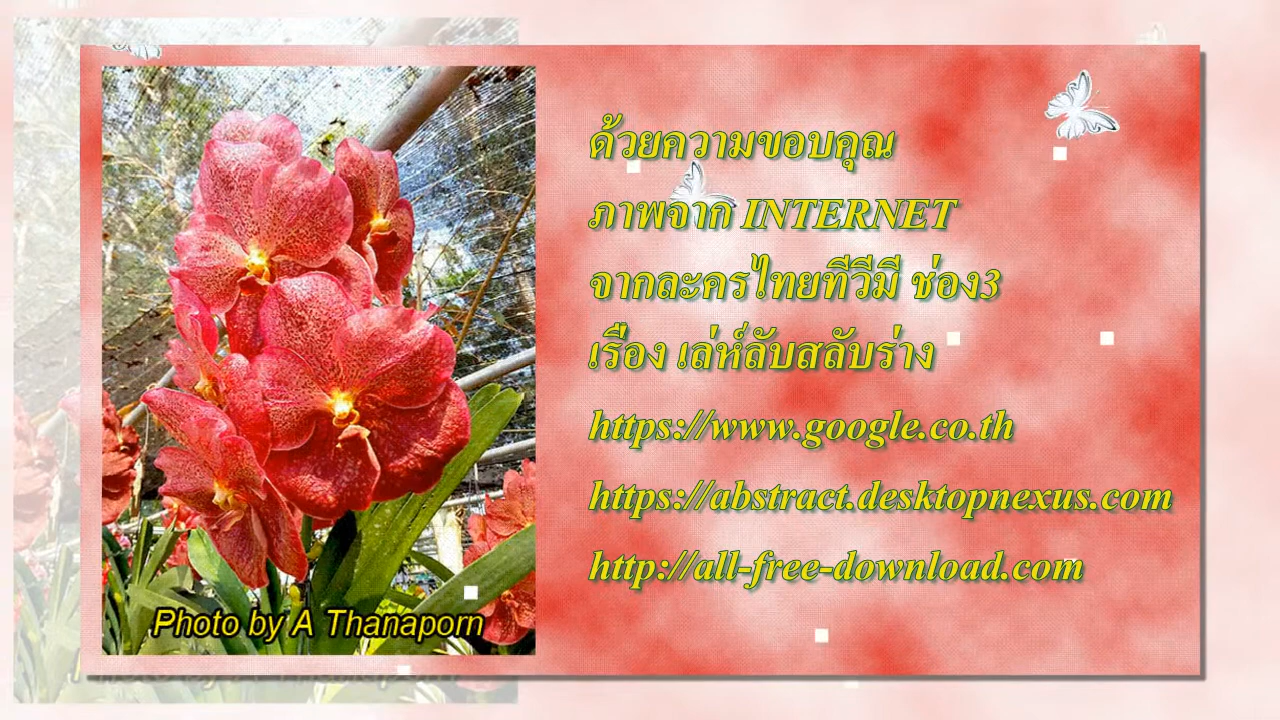 ด้วยความขอบคุณ
ภาพจาก INTERNET
จากละครไทยทีวีมี ช่อง3
เรื่อง เล่ห์ลับสลับร่าง
https://www.google.co.th
https://abstract.desktopnexus.com
http://all-free-download.com
Photo by A Thanaporn